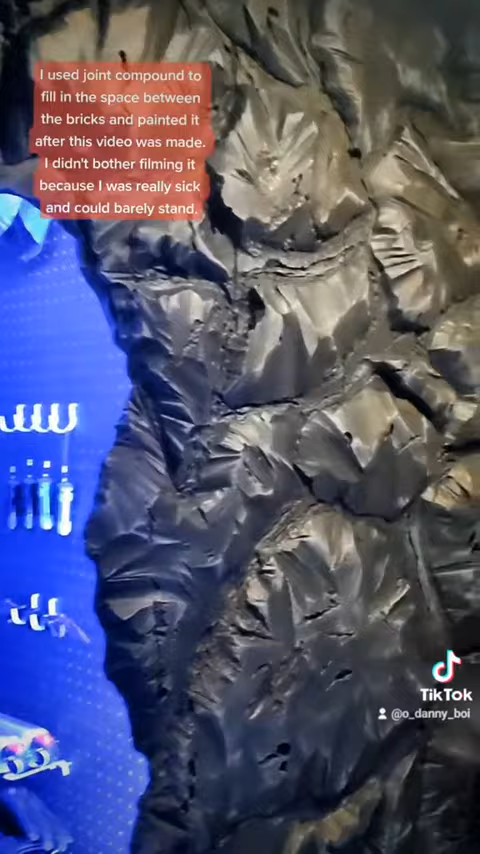 I used joint compound to
fill in the space between
the bricks and painted it
after this video was made.
I didn't bother filming it
because I was really sick
and could barely stand.
TikTok
@o_danny_boi